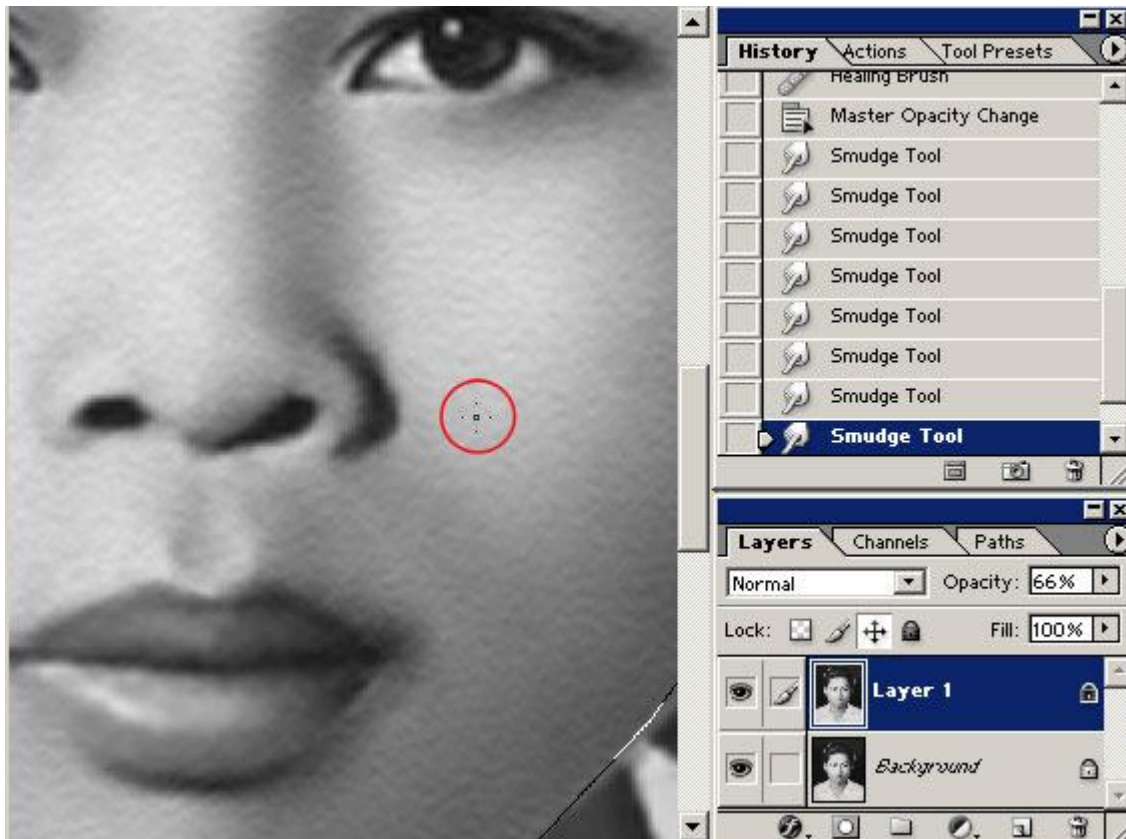 History Actions Tool Presets
Healing Brush
Master Opacity Change
Smudge Tool
Smudge Tool
Smudge Tool
Smudge Tool
Smudge Tool
Smudge Tool
Smudge Tool
Smudge Tool
Layers Channels Paths
Normal Opacity: 66%
Lock: Fill: 100%
Layer 1
Background